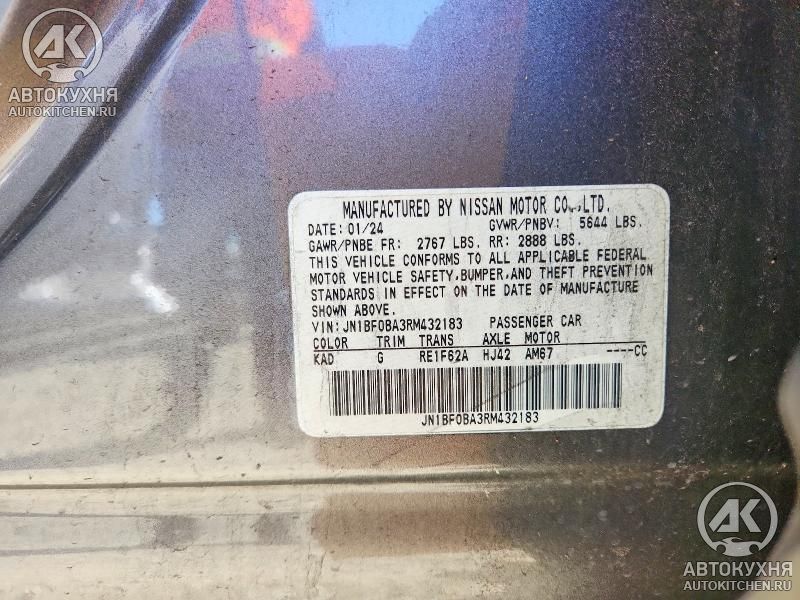 AK
АВТОКУХНЯ
AUTOKITCHEN.RU
MANUFACTURED BY NISSAN MOTOR CO.,LTD.
DATE: 01/24 GVWR/PNBV: 5644 LBS.
GAWR/PNBE FR: 2767 LBS. RR: 2888 LBS.
THIS VEHICLE CONFORMS TO ALL APPLICABLE FEDERAL
MOTOR VEHICLE SAFETY,BUMPER,AND THEFT PREVENTION
STANDARDS IN EFFECT ON THE DATE OF MANUFACTURE
SHOWN ABOVE.
VIN:JN1BF0BA3RM432183 PASSENGER CAR
COLOR TRIM TRANS AXLE MOTOR
KAD G RE1F62A HJ42 AM67 ----CC
JN1BF0BA3RM432183
AK
АВТОКУХНЯ
AUTOKITCHEN.RU